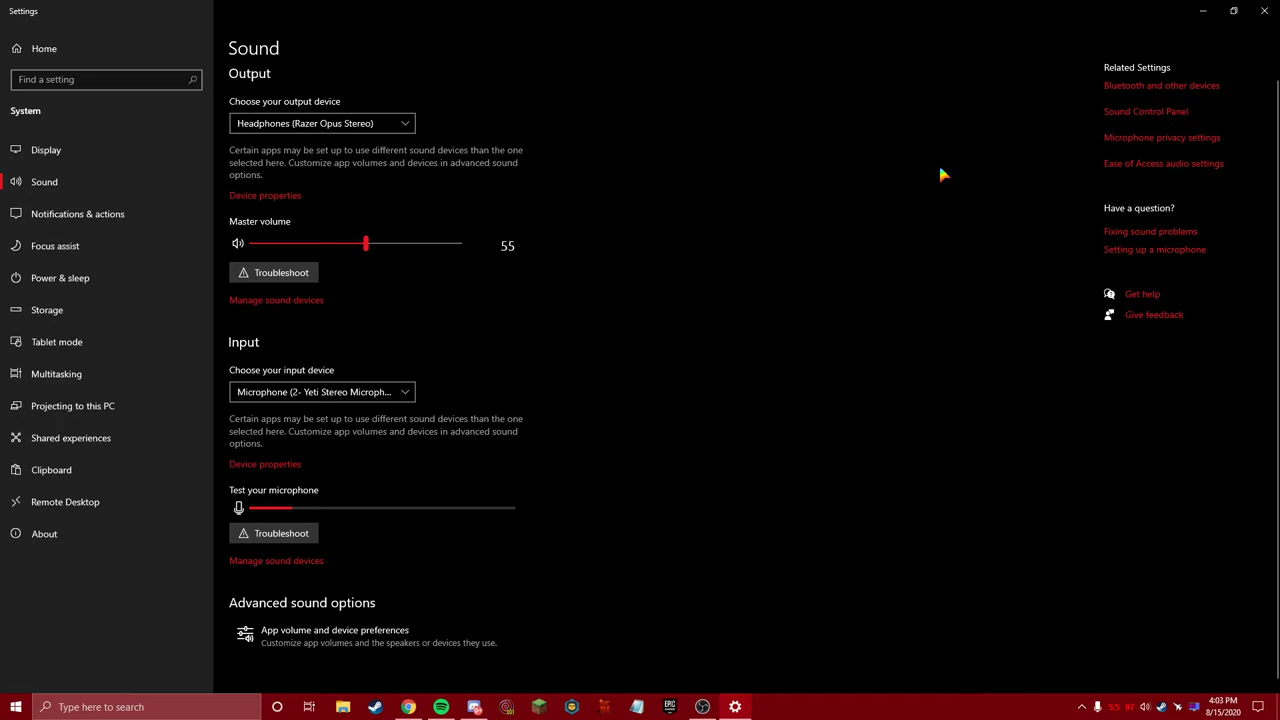 Settings
Home
Find a setting
System
Display
Sound
Notifications & actions
Focus assist
Power & sleep
Storage
Tablet mode
Multitasking
Projecting to this PC
Shared experiences
Clipboard
Remote Desktop
About
Sound
Output
Choose your output device
Headphones (Razer Opus Stereo)
Certain apps may be set up to use different sound devices than the one
selected here. Customize app volumes and devices in advanced sound
options.
Device properties
Master volume
55
Troubleshoot
Manage sound devices
Input
Choose your input device
Microphone (2- Yeti Stereo Microph...
Certain apps may be set up to use different sound devices than the one
selected here. Customize app volumes and devices in advanced sound
options.
Device properties
Test your microphone
Troubleshoot
Manage sound devices
Advanced sound options
App volume and device preferences
Customize app volumes and the speakers or devices they use.
Related Settings
Bluetooth and other devices
Sound Control Panel
Microphone privacy settings
Ease of Access audio settings
Have a question?
Fixing sound problems
Setting up a microphone
Get help
Give feedback
Type here to search
EPIC
4:03 PM
8/15/2020